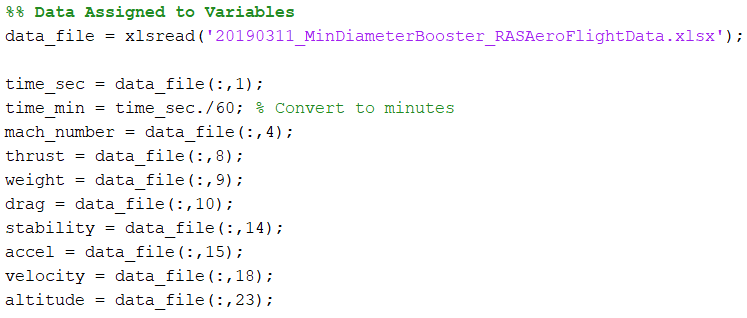 %% Data Assigned to Variables
data_file = xlsread('20190311_MinDiameterBooster_RASAeroFlightData.xlsx');
time_sec = data_file(:,1);
time_min = time_sec./60; % Convert to minutes
mach_number = data_file(:,4);
thrust = data_file(:,8);
weight = data_file(:,9);
drag = data_file(:,10);
stability = data_file(:,14);
accel = data_file(:,15);
velocity = data_file(:,18);
altitude = data_file(:,23);